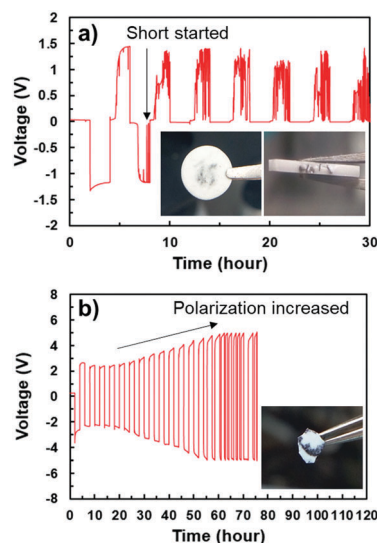 a)
Short started
Voltage (V)
2
1.5
1
0.5
0
-0.5
-1
-1.5
-2
0 10 20 30
Time (hour)
b)
Polarization increased
Voltage (V)
8
6
4
2
0
-2
-4
-6
-8
0 10 20 30 40 50 60 70 80 90 100 110 120
Time (hour)